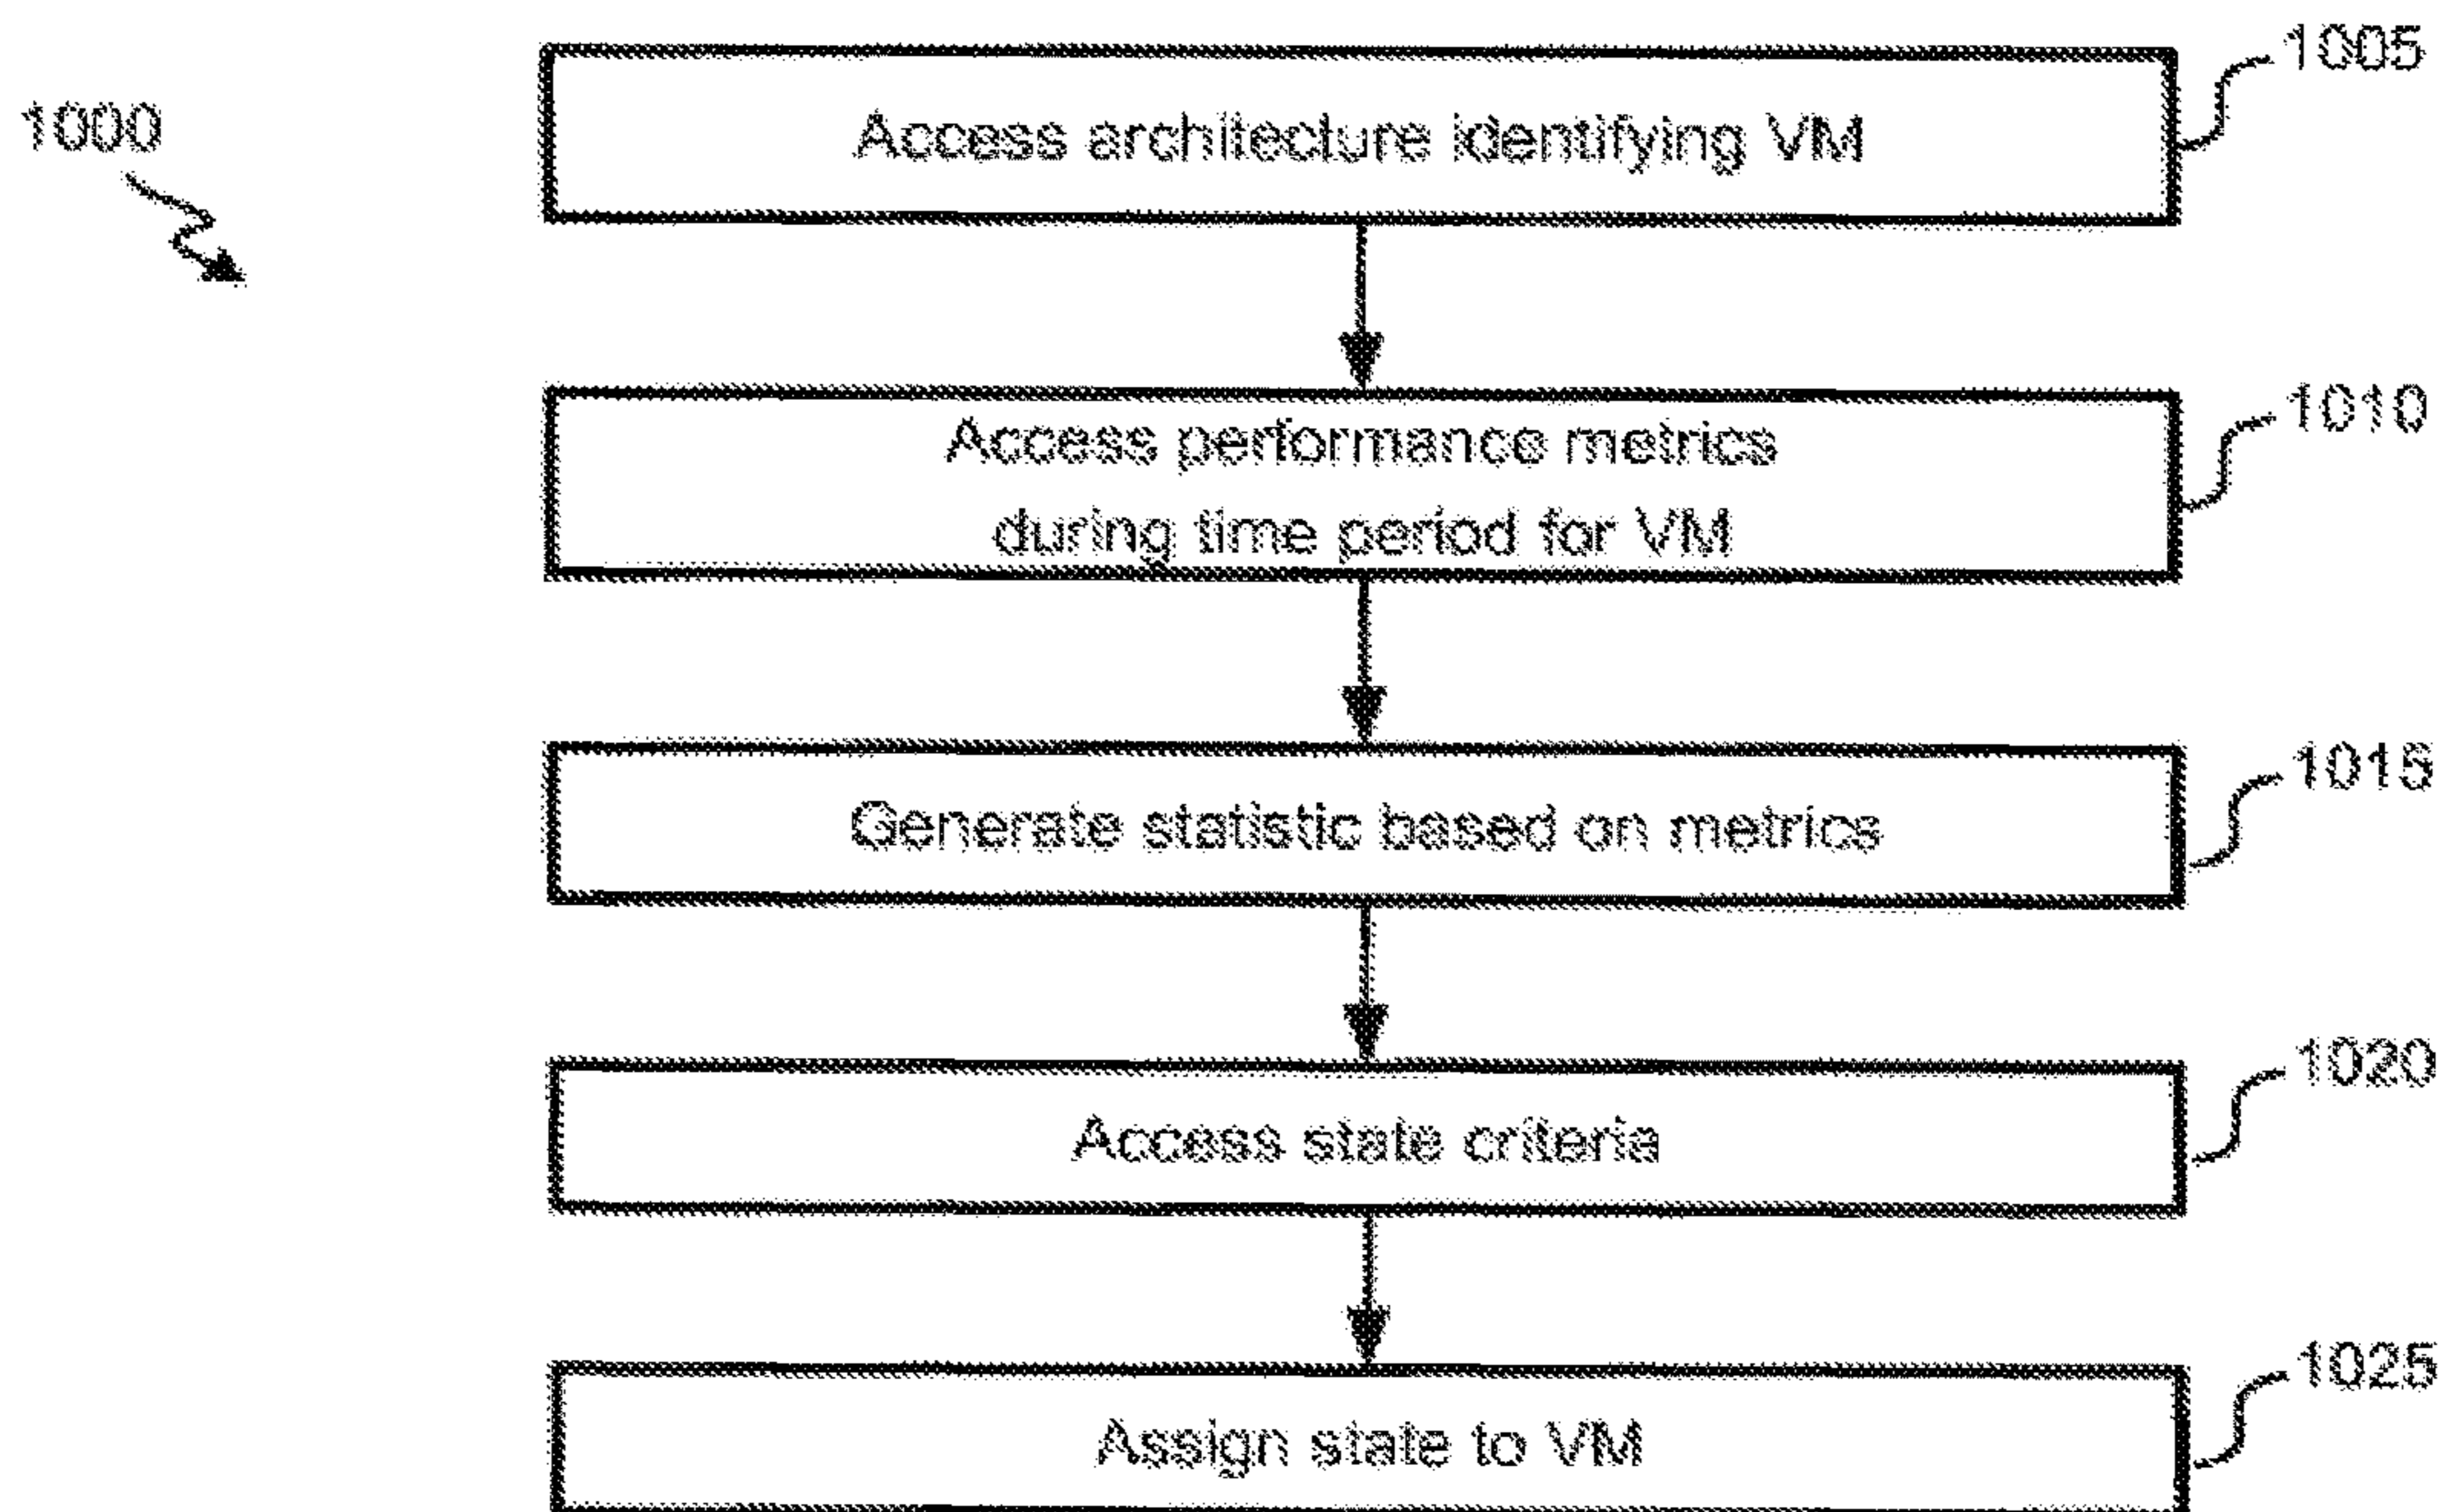 1000
Access architecture identifying VM
1005
Access performance metrics
during time period for VM
1010
Generate statistic based on metrics
1015
Access state criteria
1020
Assign state to VM
1025